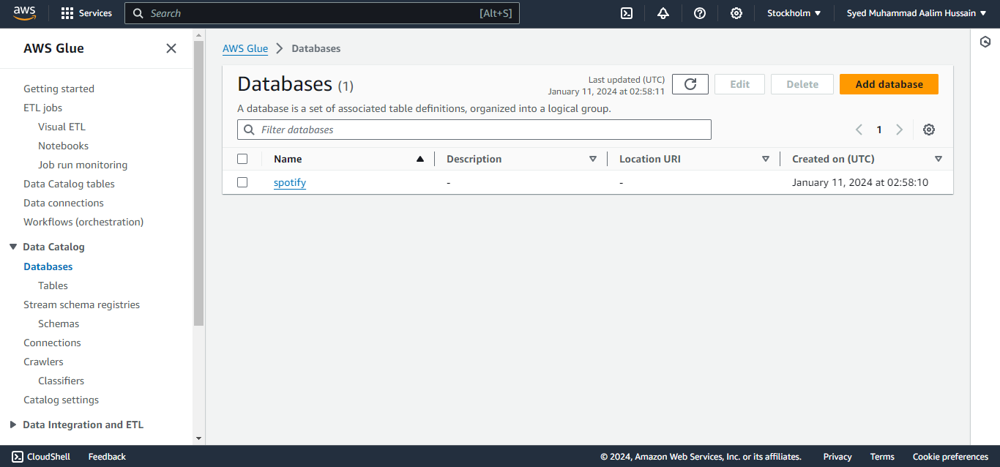 aws
Services
Search [Alt+S]
Stockholm
Syed Muhammad Aalim Hussain
AWS Glue
Getting started
ETL jobs
Visual ETL
Notebooks
Job run monitoring
Data Catalog tables
Data connections
Workflows (orchestration)
Data Catalog
Databases
Tables
Stream schema registries
Schemas
Connections
Crawlers
Classifiers
Catalog settings
Data Integration and ETL
AWS Glue > Databases
Databases (1)
Last updated (UTC)
January 11, 2024 at 02:58:11
Edit
Delete
Add database
A database is a set of associated table definitions, organized into a logical group.
Filter databases
1
Name Description Location URI Created on (UTC)
spotify - - January 11, 2024 at 02:58:10
CloudShell Feedback © 2024, Amazon Web Services, Inc. or its affiliates. Privacy Terms Cookie preferences